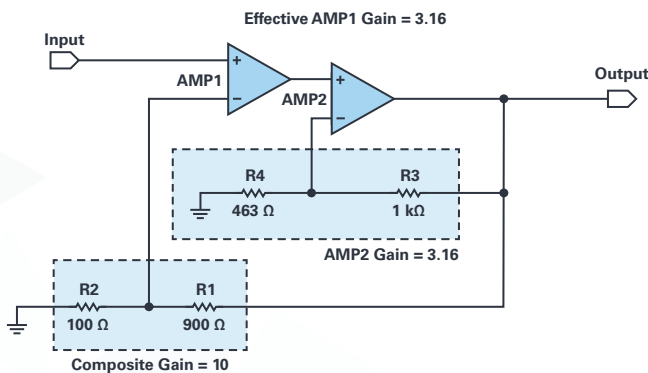 Effective AMP1 Gain = 3.16
Input
Output
+
AMP1
−
+
AMP2
−
R4
R3
463 Ω
1 kΩ
AMP2 Gain = 3.16
R2
R1
100 Ω
900 Ω
Composite Gain = 10